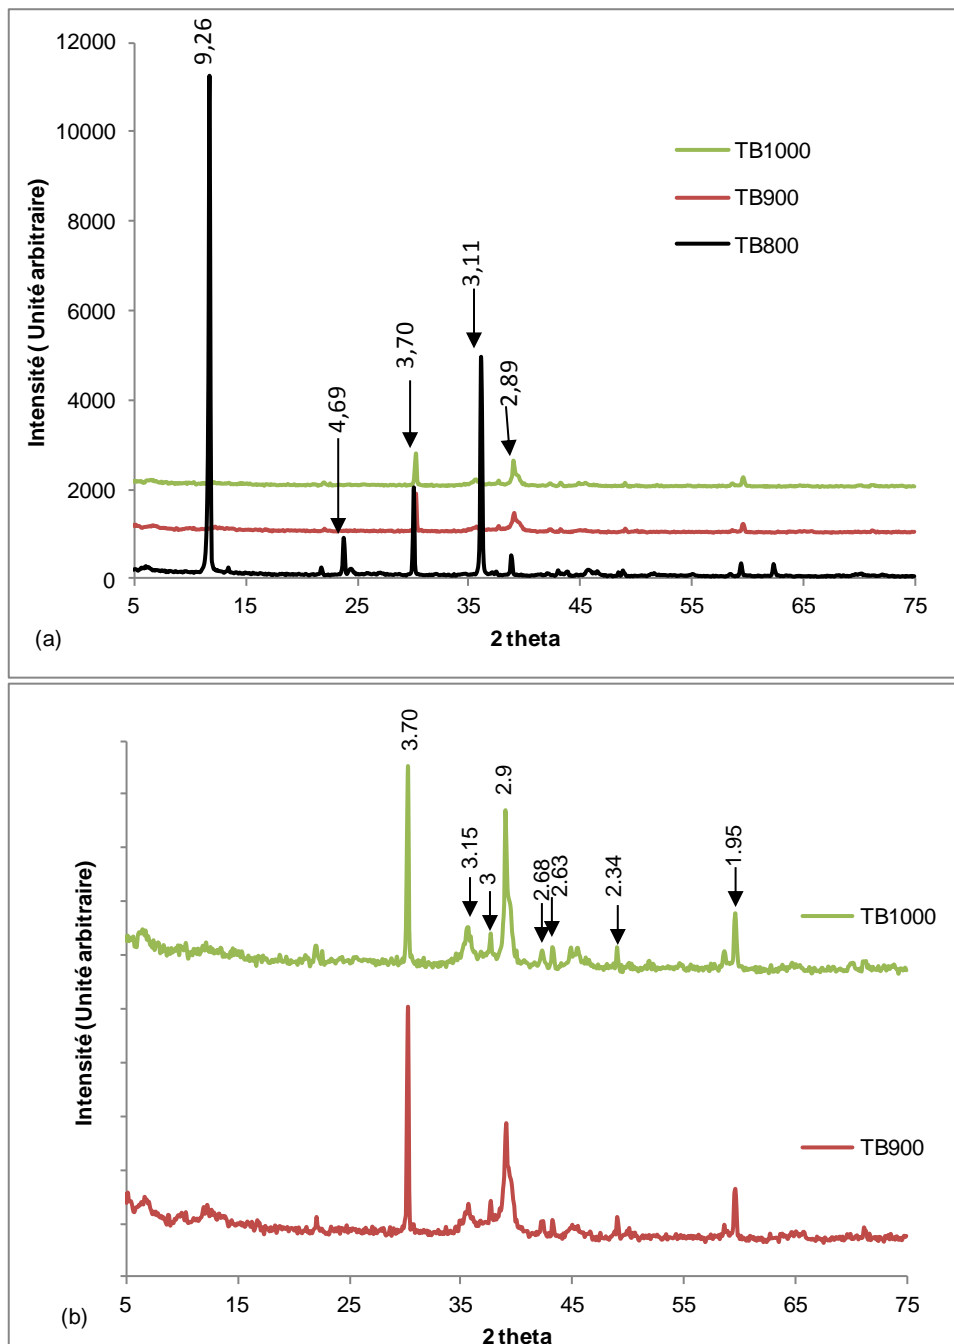 9,26
12000
10000
8000
6000
4000
2000
0
Intensité ( Unité arbitraire)
TB1000
TB900
TB800
3,11
3,70
2,89
4,69
5 15 25 35 45 55 65 75
(a)
2 theta
3.70
2.9
3.15
3
2.68
2.63
2.34
1.95
Intensité (Unité arbitraire)
TB1000
TB900
5 15 25 35 45 55 65 75
(b)
2 theta